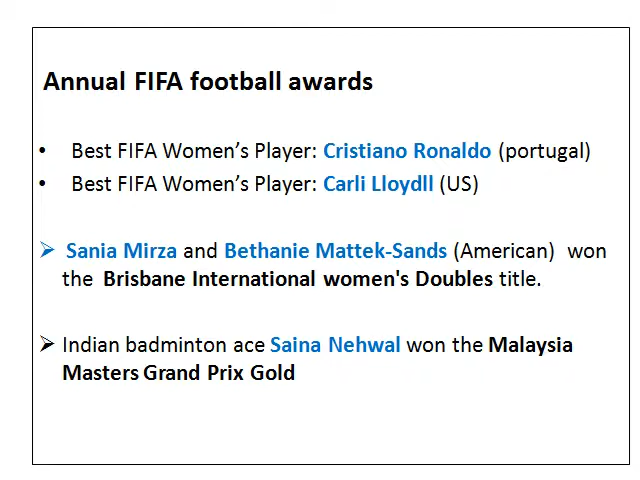 Annual FIFA football awards
• Best FIFA Women’s Player: Cristiano Ronaldo (portugal)
• Best FIFA Women’s Player: Carli Lloydll (US)
➢ Sania Mirza and Bethanie Mattek-Sands (American) won
the Brisbane International women's Doubles title.
➢ Indian badminton ace Saina Nehwal won the Malaysia
Masters Grand Prix Gold